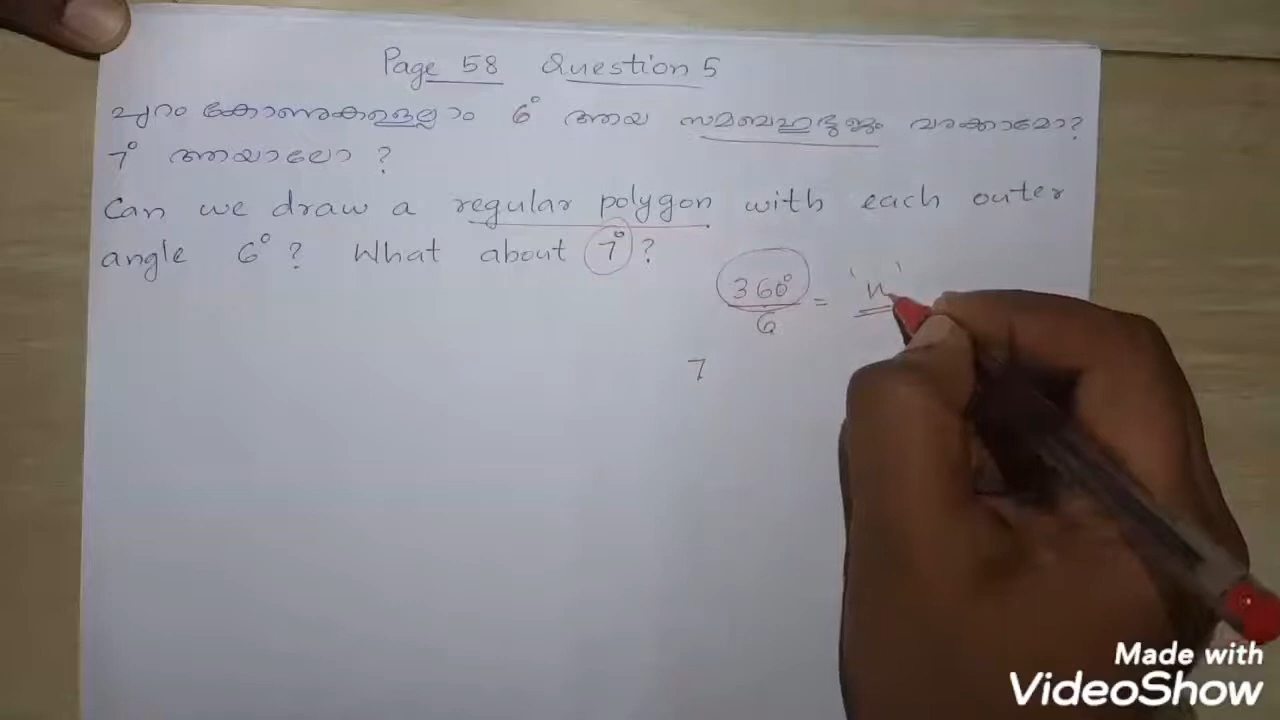 Page 58 Question 5
പുറം കോണുകളെല്ലാം 6° ആയ സമബഹുഭുജം വരക്കാമോ?
7° ആയാലോ ?
Can we draw a regular polygon with each outer
angle 6° ? What about 7° ?
360° / 6 = 'n'
7
Made with
VideoShow